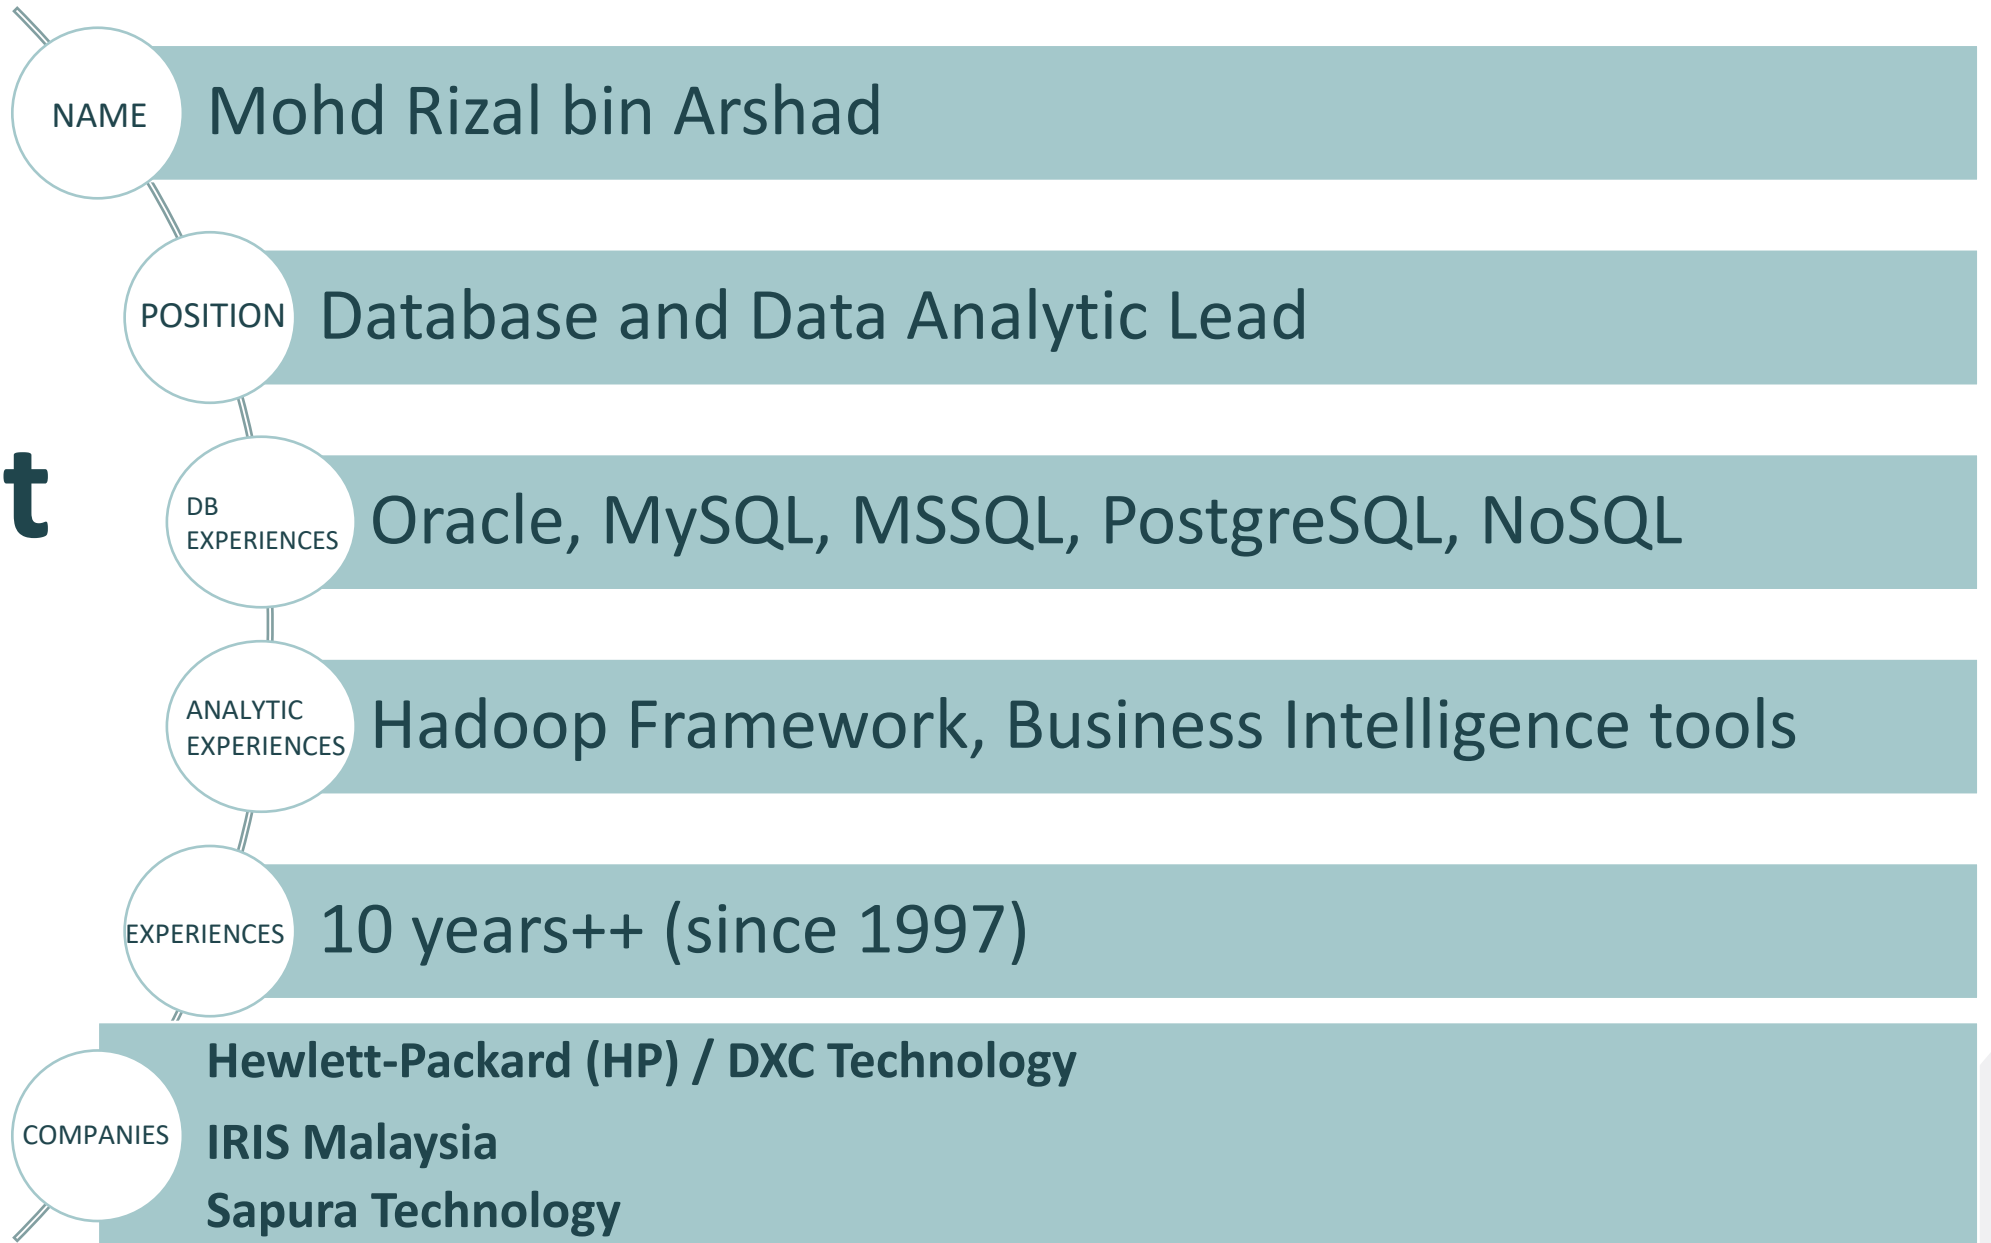 NAME
Mohd Rizal bin Arshad
POSITION
Database and Data Analytic Lead
t
DB
EXPERIENCES
Oracle, MySQL, MSSQL, PostgreSQL, NoSQL
ANALYTIC
EXPERIENCES
Hadoop Framework, Business Intelligence tools
EXPERIENCES
10 years++ (since 1997)
COMPANIES
Hewlett-Packard (HP) / DXC Technology
IRIS Malaysia
Sapura Technology